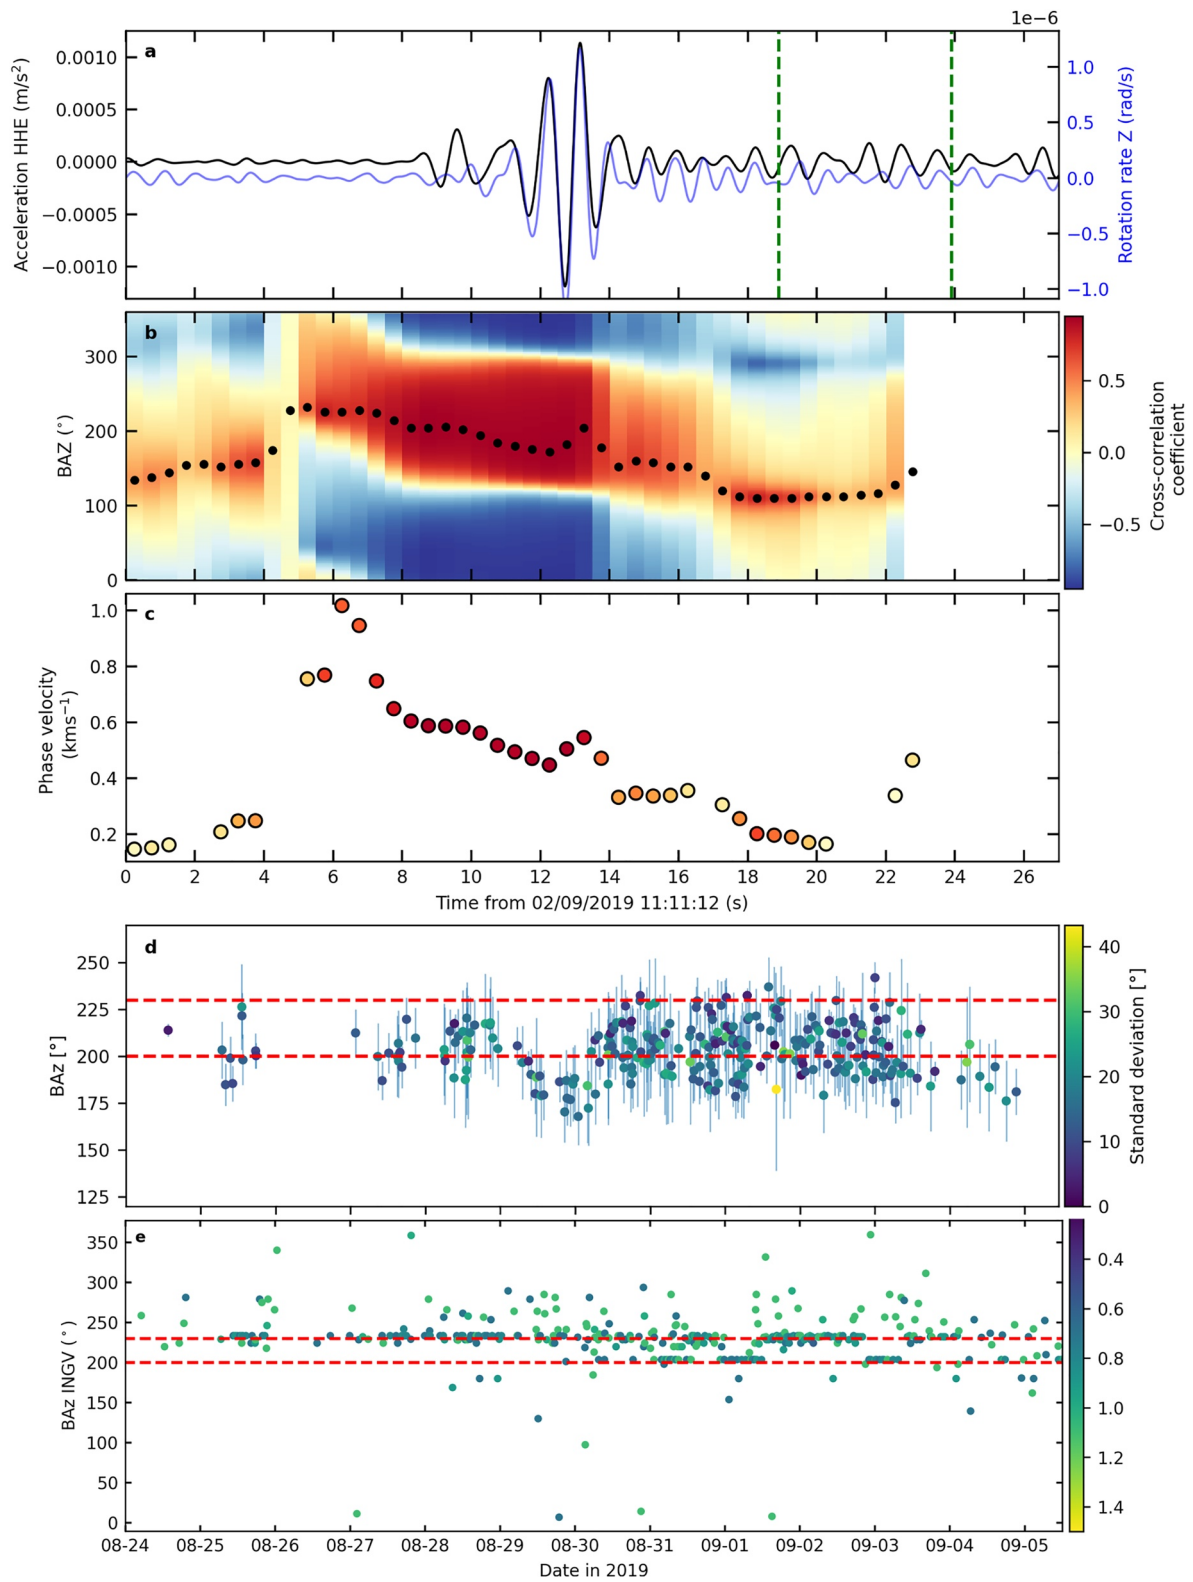 1e−6
a
Acceleration HHE (m/s²)
0.0010
0.0005
0.0000
−0.0005
−0.0010
1.0
0.5
0.0
−0.5
−1.0
Rotation rate Z (rad/s)
b
BAZ (°)
300
200
100
0
0.5
0.0
−0.5
Cross-correlation
coefficient
c
Phase velocity
(kms⁻¹)
1.0
0.8
0.6
0.4
0.2
0 2 4 6 8 10 12 14 16 18 20 22 24 26
Time from 02/09/2019 11:11:12 (s)
d
BAz [°]
250
225
200
175
150
125
40
30
20
10
0
Standard deviation [°]
e
BAz INGV (°)
350
300
250
200
150
100
50
0
0.4
0.6
0.8
1.0
1.2
1.4
08-24 08-25 08-26 08-27 08-28 08-29 08-30 08-31 09-01 09-02 09-03 09-04 09-05
Date in 2019